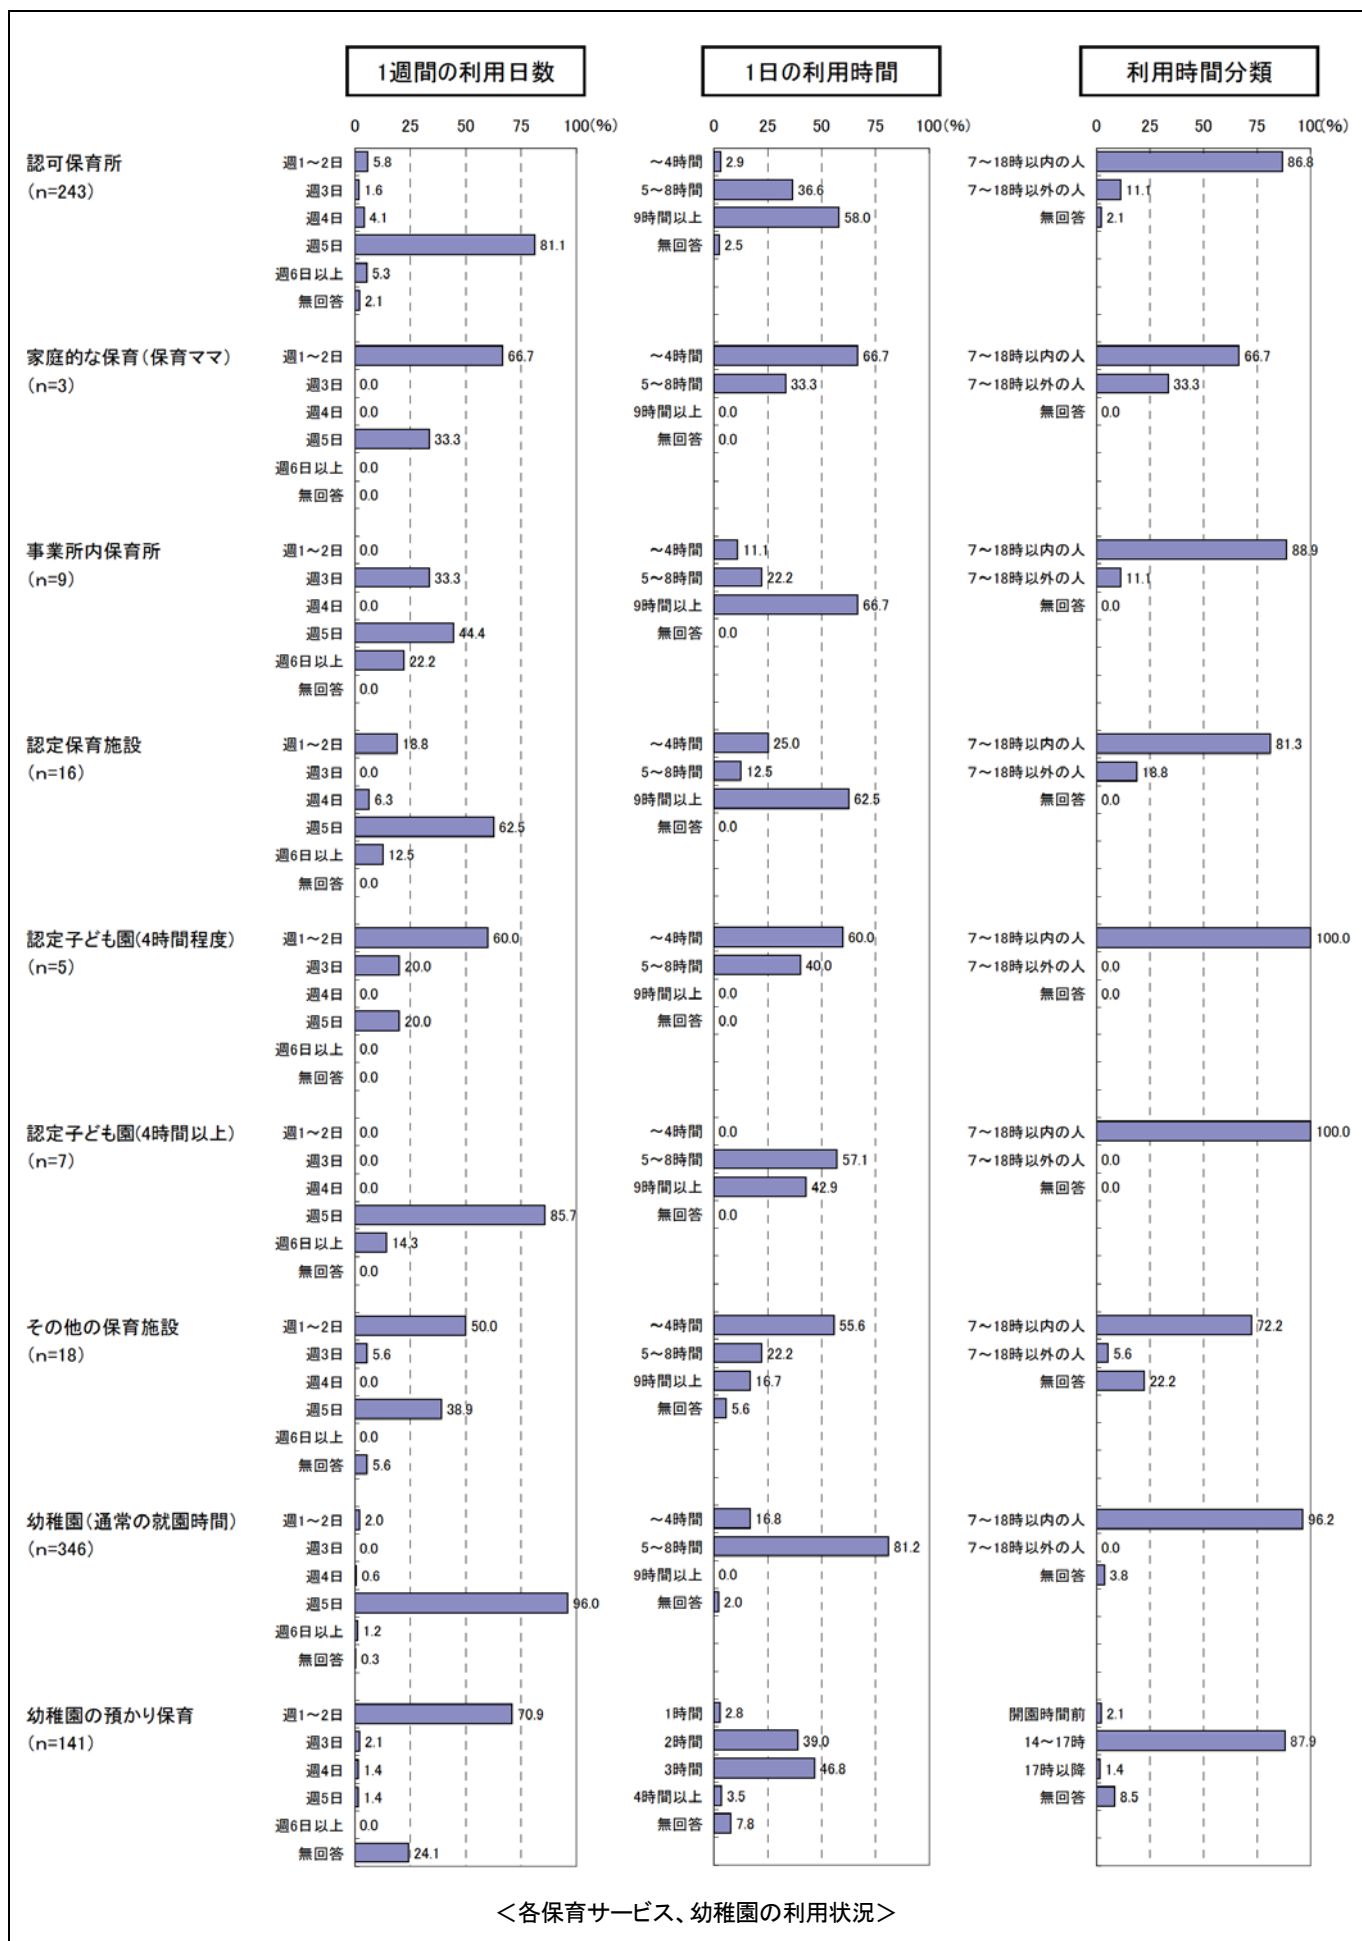 1週間の利用日数 1日の利用時間 利用時間分類
0 25 50 75 100(%) 0 25 50 75 100(%) 0 25 50 75 100(%)
認可保育所 週1～2日 5.8 ～4時間 2.9 7～18時以内の人 86.8
(n=243) 週3日 1.6 5～8時間 36.6 7～18時以外の人 11.1
週4日 4.1 9時間以上 58.0 無回答 2.1
週5日 81.1 無回答 2.5
週6日以上 5.3
無回答 2.1
家庭的な保育(保育ママ) 週1～2日 66.7 ～4時間 66.7 7～18時以内の人 66.7
(n=3) 週3日 0.0 5～8時間 33.3 7～18時以外の人 33.3
週4日 0.0 9時間以上 0.0 無回答 0.0
週5日 33.3 無回答 0.0
週6日以上 0.0
無回答 0.0
事業所内保育所 週1～2日 0.0 ～4時間 11.1 7～18時以内の人 88.9
(n=9) 週3日 33.3 5～8時間 22.2 7～18時以外の人 11.1
週4日 0.0 9時間以上 66.7 無回答 0.0
週5日 44.4 無回答 0.0
週6日以上 22.2
無回答 0.0
認定保育施設 週1～2日 18.8 ～4時間 25.0 7～18時以内の人 81.3
(n=16) 週3日 0.0 5～8時間 12.5 7～18時以外の人 18.8
週4日 6.3 9時間以上 62.5 無回答 0.0
週5日 62.5 無回答 0.0
週6日以上 12.5
無回答 0.0
認定子ども園(4時間程度) 週1～2日 60.0 ～4時間 60.0 7～18時以内の人 100.0
(n=5) 週3日 20.0 5～8時間 40.0 7～18時以外の人 0.0
週4日 0.0 9時間以上 0.0 無回答 0.0
週5日 20.0 無回答 0.0
週6日以上 0.0
無回答 0.0
認定子ども園(4時間以上) 週1～2日 0.0 ～4時間 0.0 7～18時以内の人 100.0
(n=7) 週3日 0.0 5～8時間 57.1 7～18時以外の人 0.0
週4日 0.0 9時間以上 42.9 無回答 0.0
週5日 85.7 無回答 0.0
週6日以上 14.3
無回答 0.0
その他の保育施設 週1～2日 50.0 ～4時間 55.6 7～18時以内の人 72.2
(n=18) 週3日 5.6 5～8時間 22.2 7～18時以外の人 5.6
週4日 0.0 9時間以上 16.7 無回答 22.2
週5日 38.9 無回答 5.6
週6日以上 0.0
無回答 5.6
幼稚園(通常の就園時間) 週1～2日 2.0 ～4時間 16.8 7～18時以内の人 96.2
(n=346) 週3日 0.0 5～8時間 81.2 7～18時以外の人 0.0
週4日 0.6 9時間以上 0.0 無回答 3.8
週5日 96.0 無回答 2.0
週6日以上 1.2
無回答 0.3
幼稚園の預かり保育 週1～2日 70.9 1時間 2.8 開園時間前 2.1
(n=141) 週3日 2.1 2時間 39.0 14～17時 87.9
週4日 1.4 3時間 46.8 17時以降 1.4
週5日 1.4 4時間以上 3.5 無回答 8.5
週6日以上 0.0 無回答 7.8
無回答 24.1
＜各保育サービス、幼稚園の利用状況＞